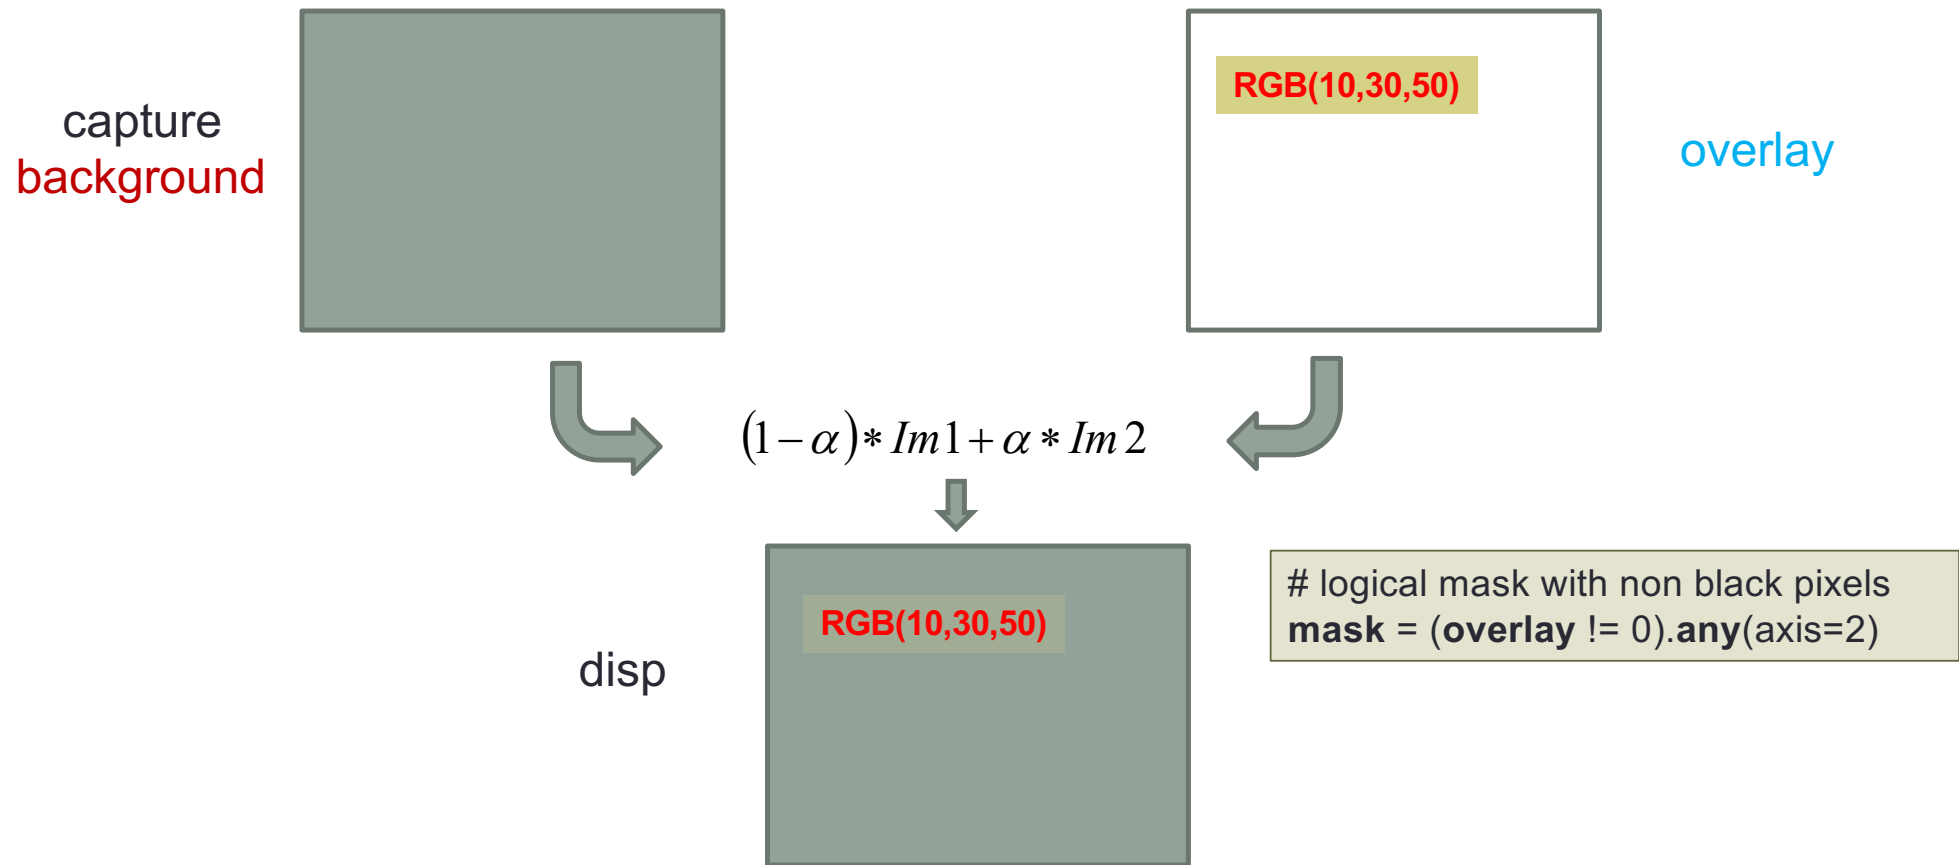 capture
background
RGB(10,30,50)
overlay
(1-α)* Im1+α * Im2
disp
RGB(10,30,50)
# logical mask with non black pixels
mask = (overlay != 0).any(axis=2)